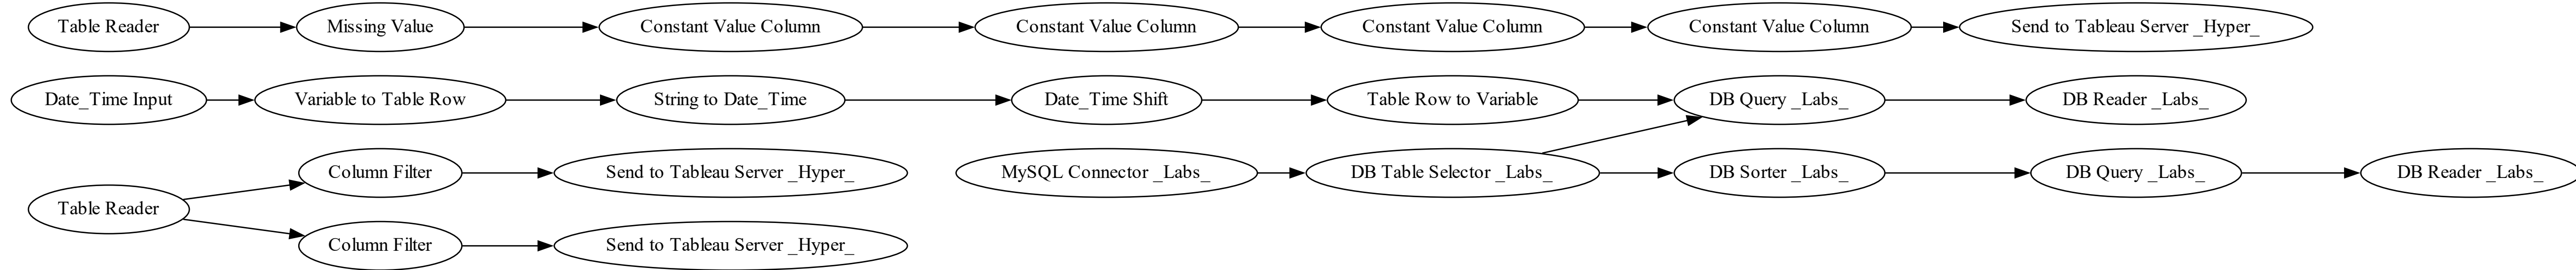 Table Reader
Missing Value
Constant Value Column
Constant Value Column
Constant Value Column
Constant Value Column
Send to Tableau Server _Hyper_
Date_Time Input
Variable to Table Row
String to Date_Time
Date_Time Shift
Table Row to Variable
DB Query _Labs_
DB Reader _Labs_
Column Filter
Send to Tableau Server _Hyper_
MySQL Connector _Labs_
DB Table Selector _Labs_
DB Sorter _Labs_
DB Query _Labs_
DB Reader _Labs_
Table Reader
Column Filter
Send to Tableau Server _Hyper_